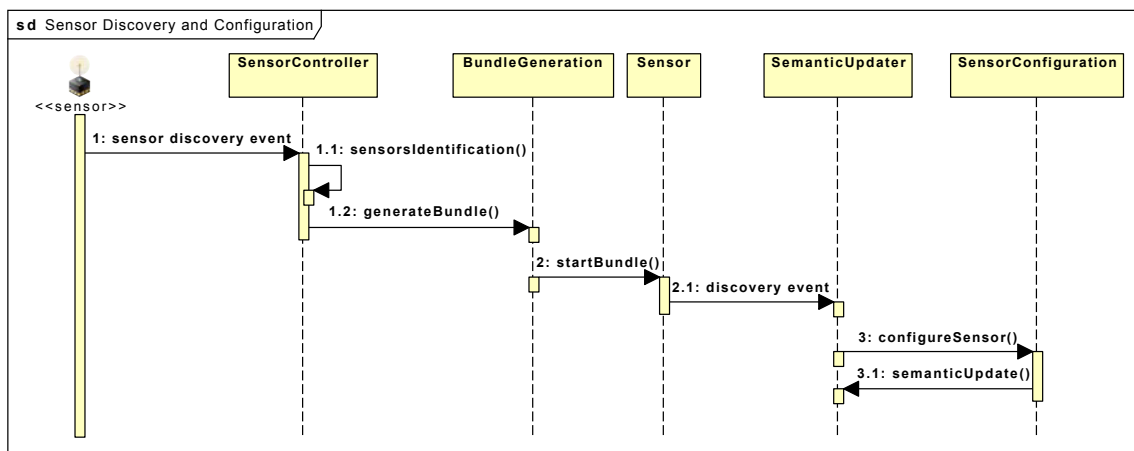 sd Sensor Discovery and Configuration
SensorController
BundleGeneration
Sensor
SemanticUpdater
SensorConfiguration
<<sensor>>
1: sensor discovery event
1.1: sensorsIdentification()
1.2: generateBundle()
2: startBundle()
2.1: discovery event
3: configureSensor()
3.1: semanticUpdate()